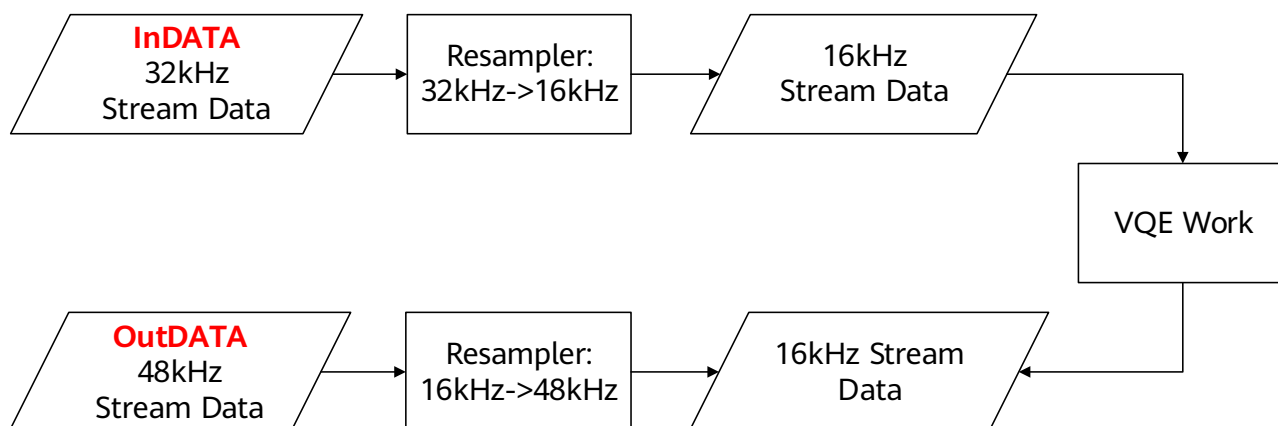 InDATA
32kHz
Stream Data
Resampler:
32kHz->16kHz
16kHz
Stream Data
VQE Work
OutDATA
48kHz
Stream Data
Resampler:
16kHz->48kHz
16kHz Stream
Data